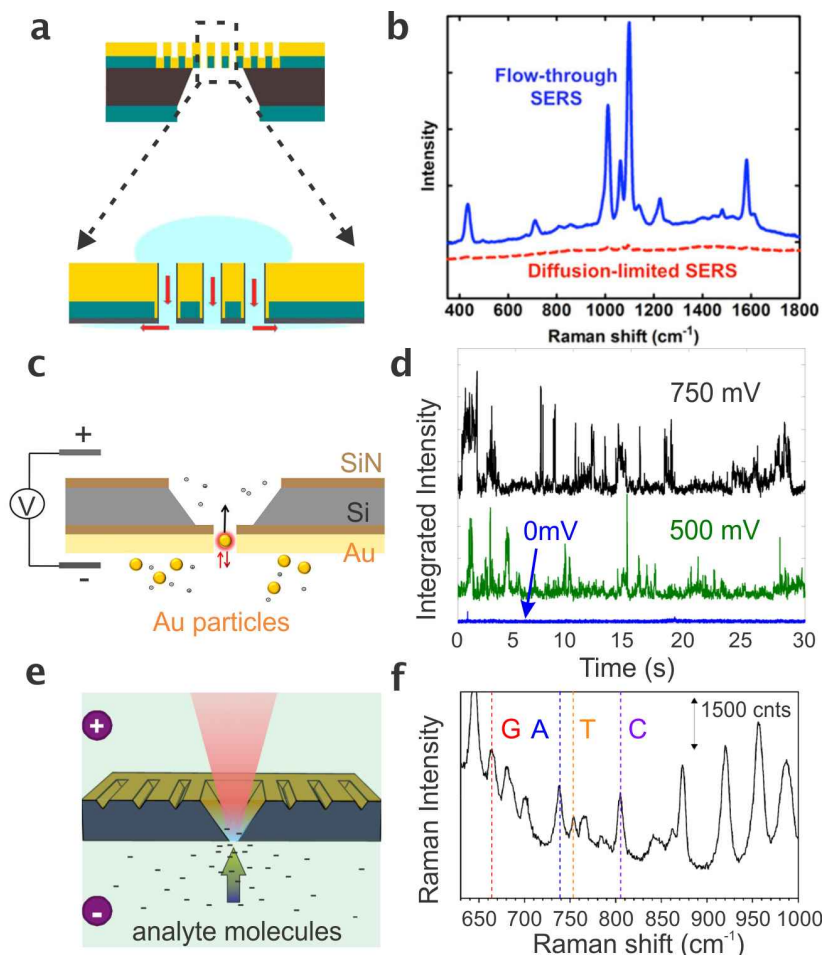 a
b
Flow-through
SERS
Diffusion-limited SERS
Intensity
400 600 800 1000 1200 1400 1600 1800
Raman shift (cm-1)
c
+
V
-
SiN
Si
Au
Au particles
d
750 mV
500 mV
0mV
Integrated Intensity
0 5 10 15 20 25 30
Time (s)
e
+
-
analyte molecules
f
G A T C
1500 cnts
Raman Intensity
650 700 750 800 850 900 950 1000
Raman shift (cm-1)